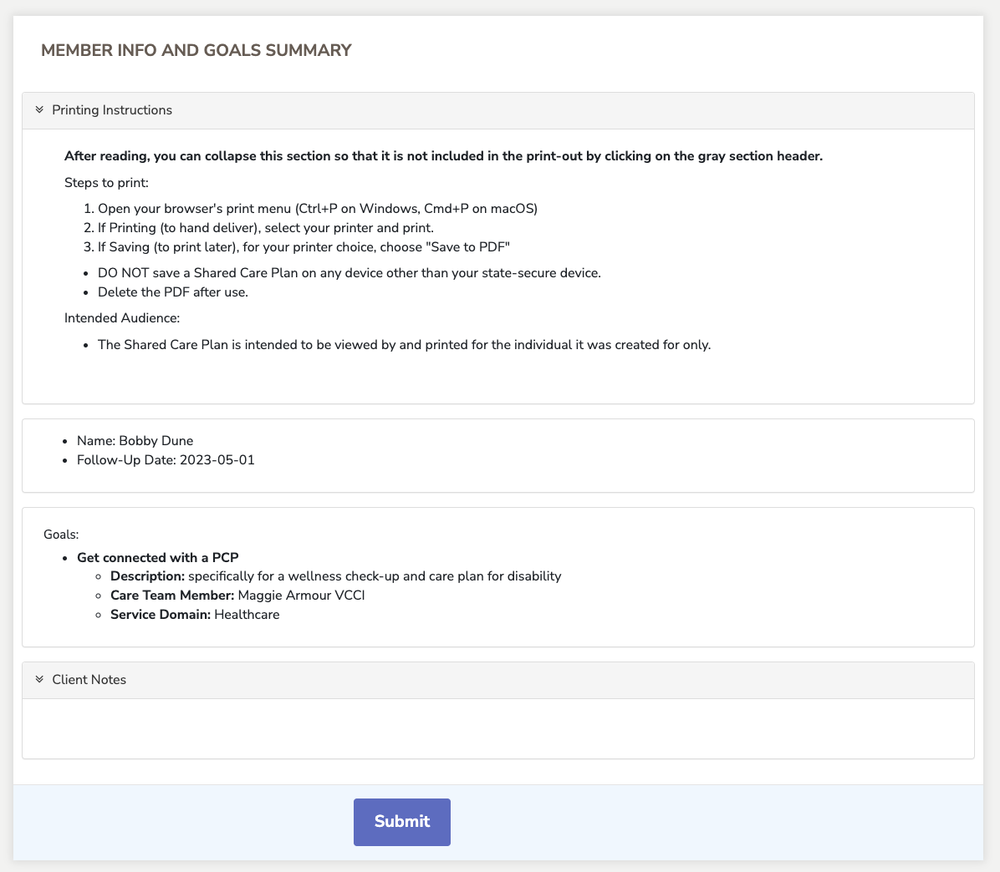 MEMBER INFO AND GOALS SUMMARY
Printing Instructions
After reading, you can collapse this section so that it is not included in the print-out by clicking on the gray section header.
Steps to print:
1. Open your browser's print menu (Ctrl+P on Windows, Cmd+P on macOS)
2. If Printing (to hand deliver), select your printer and print.
3. If Saving (to print later), for your printer choice, choose "Save to PDF"
• DO NOT save a Shared Care Plan on any device other than your state-secure device.
• Delete the PDF after use.
Intended Audience:
• The Shared Care Plan is intended to be viewed by and printed for the individual it was created for only.
• Name: Bobby Dune
• Follow-Up Date: 2023-05-01
Goals:
• Get connected with a PCP
◦ Description: specifically for a wellness check-up and care plan for disability
◦ Care Team Member: Maggie Armour VCCI
◦ Service Domain: Healthcare
Client Notes
Submit